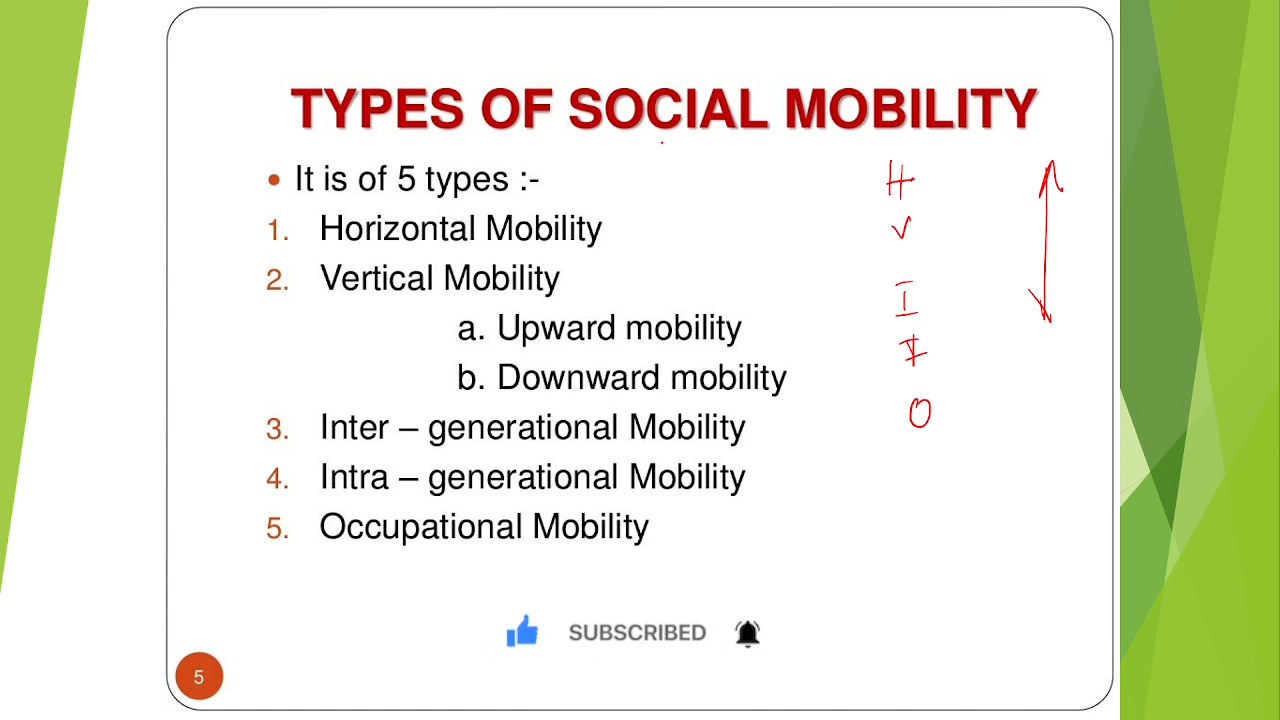 TYPES OF SOCIAL MOBILITY
• It is of 5 types :-
1. Horizontal Mobility
2. Vertical Mobility
a. Upward mobility
b. Downward mobility
3. Inter – generational Mobility
4. Intra – generational Mobility
5. Occupational Mobility
H
V
I
I
O
SUBSCRIBED
5